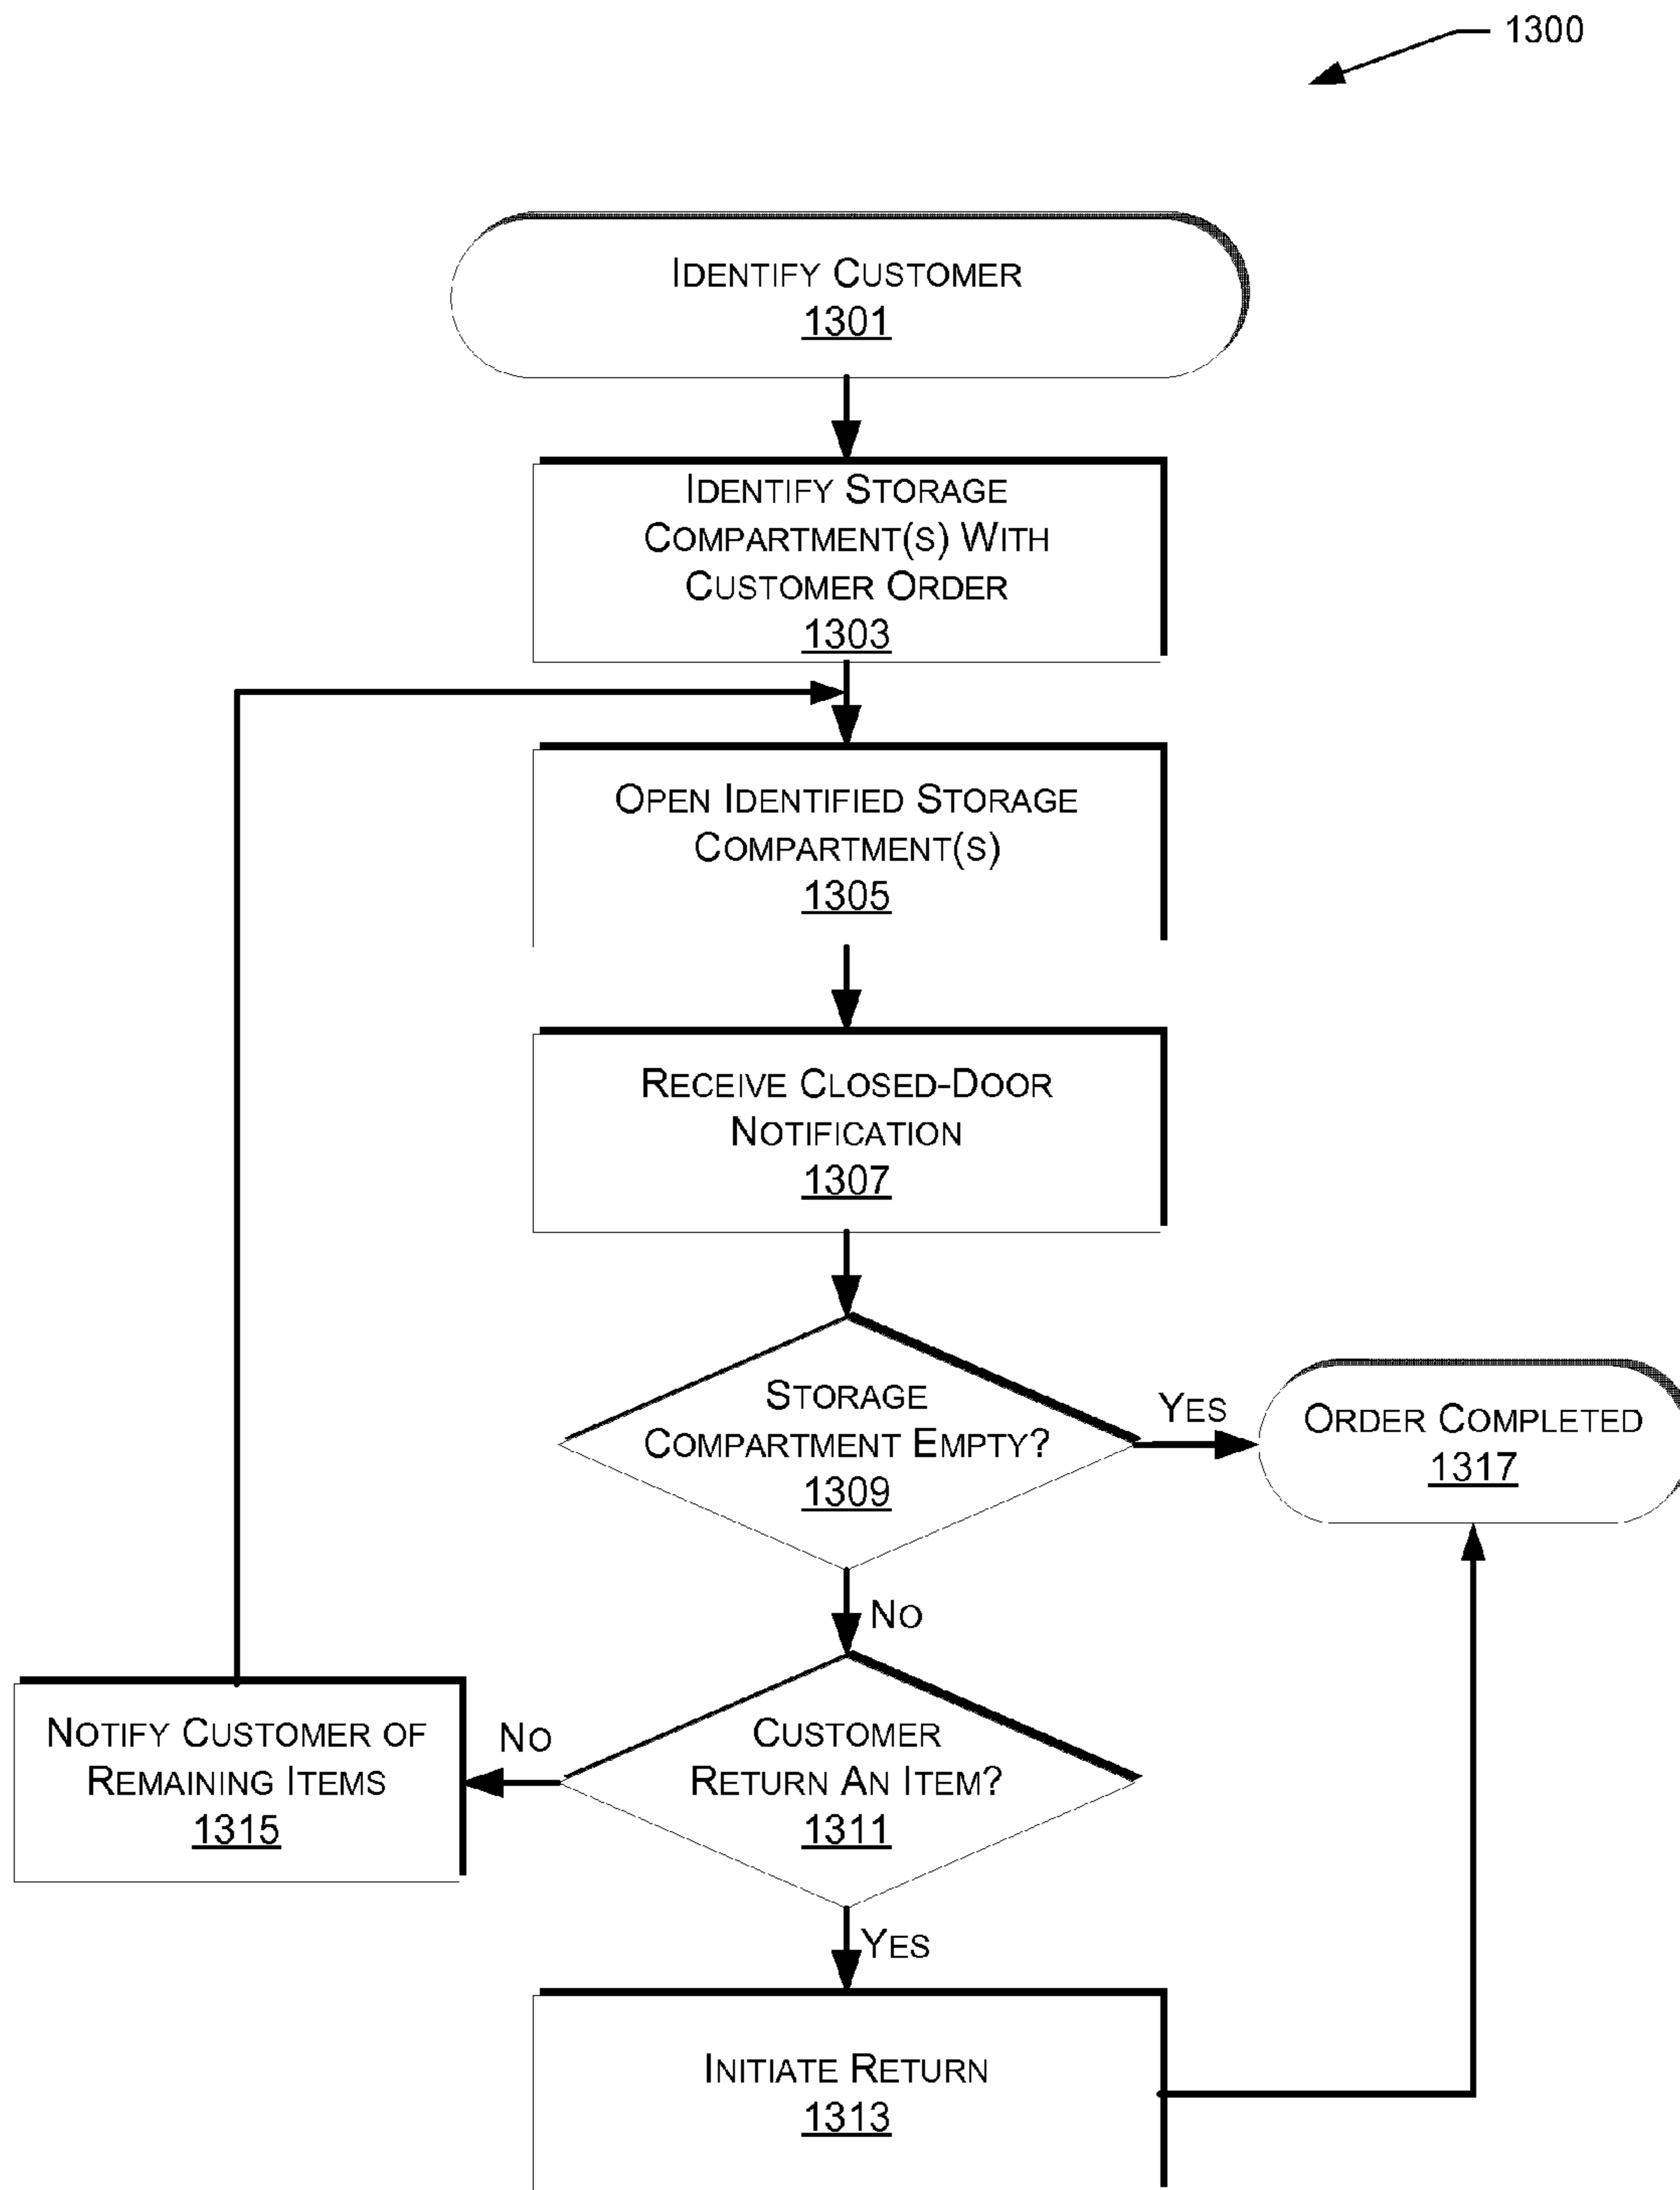 1300
IDENTIFY CUSTOMER
1301
IDENTIFY STORAGE
COMPARTMENT(S) WITH
CUSTOMER ORDER
1303
OPEN IDENTIFIED STORAGE
COMPARTMENT(S)
1305
RECEIVE CLOSED-DOOR
NOTIFICATION
1307
STORAGE
COMPARTMENT EMPTY?
1309
YES
ORDER COMPLETED
1317
NO
CUSTOMER
RETURN AN ITEM?
1311
NO
NOTIFY CUSTOMER OF
REMAINING ITEMS
1315
YES
INITIATE RETURN
1313